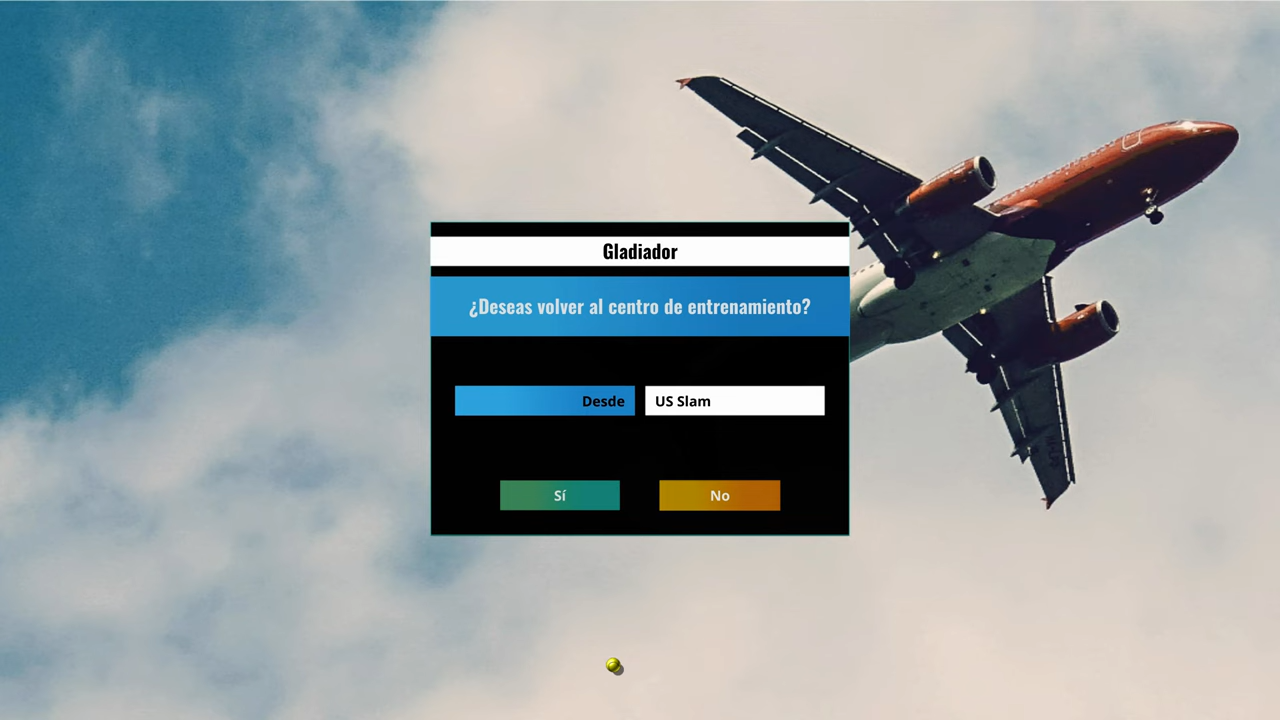 Gladiador
¿Deseas volver al centro de entrenamiento?
Desde
US Slam
Sí
No